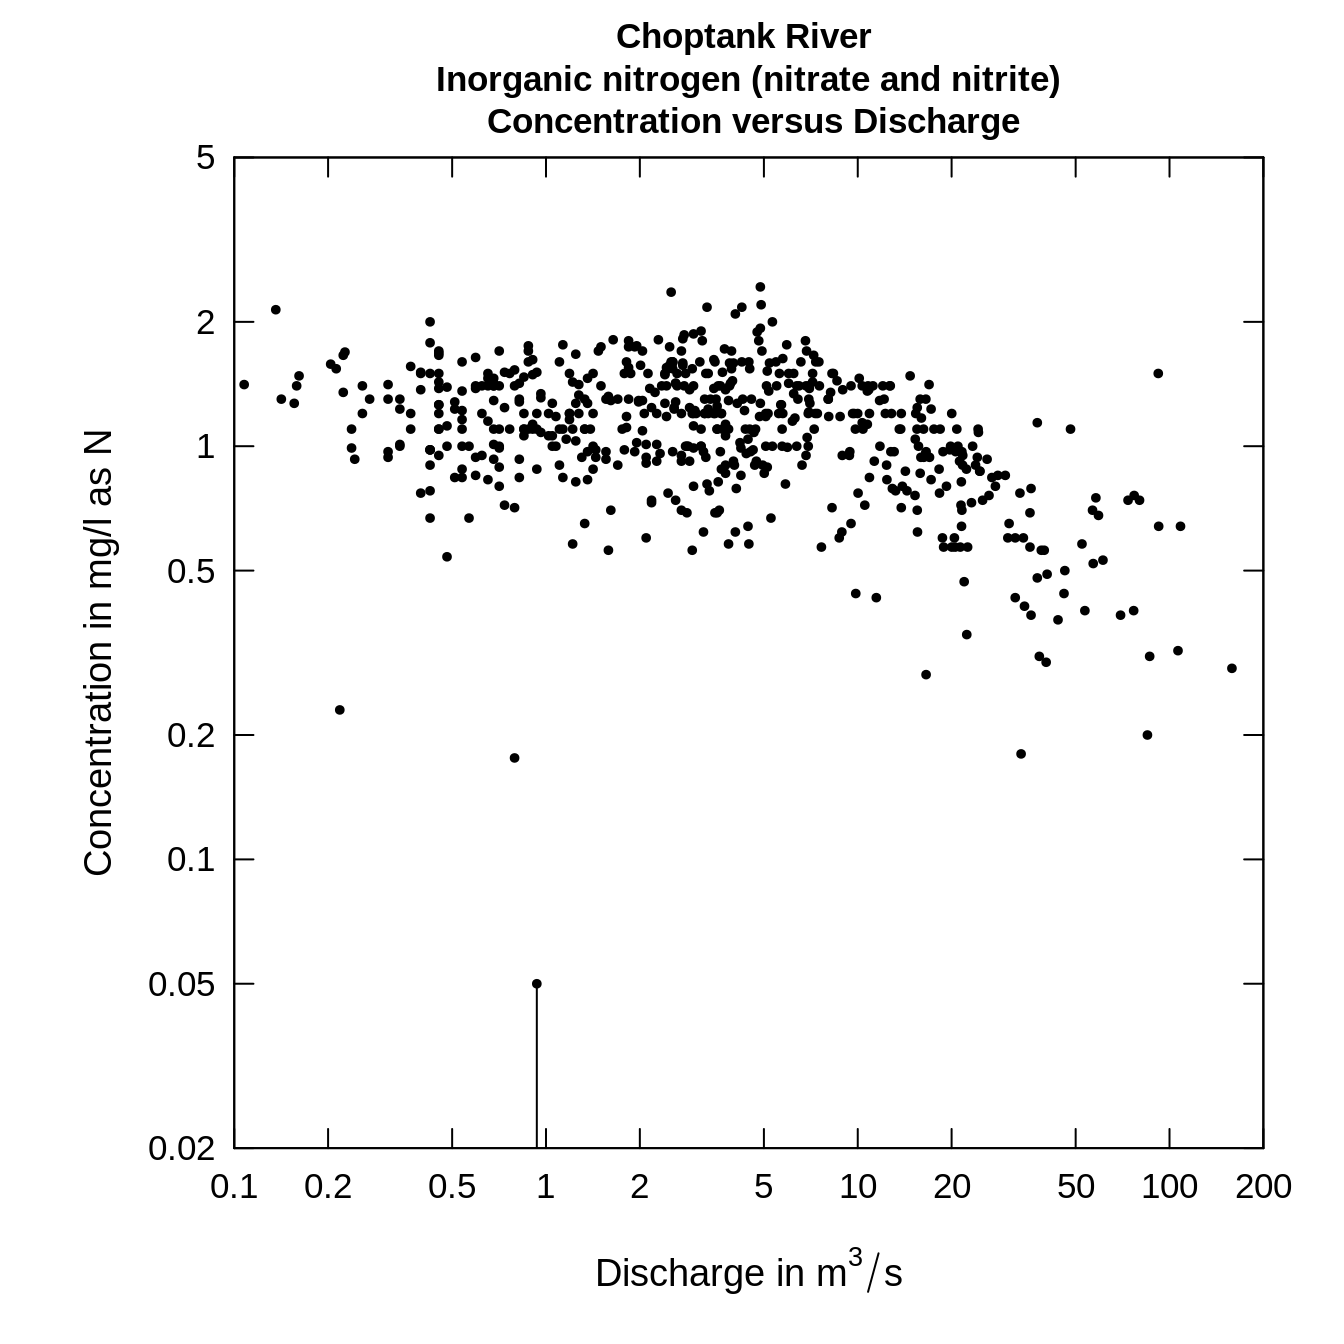 Choptank River
Inorganic nitrogen (nitrate and nitrite)
Concentration versus Discharge
5
2
1
0.5
0.2
0.1
0.05
0.02
Concentration in mg/l as N
0.1 0.2 0.5 1 2 5 10 20 50 100 200
Discharge in m³/s